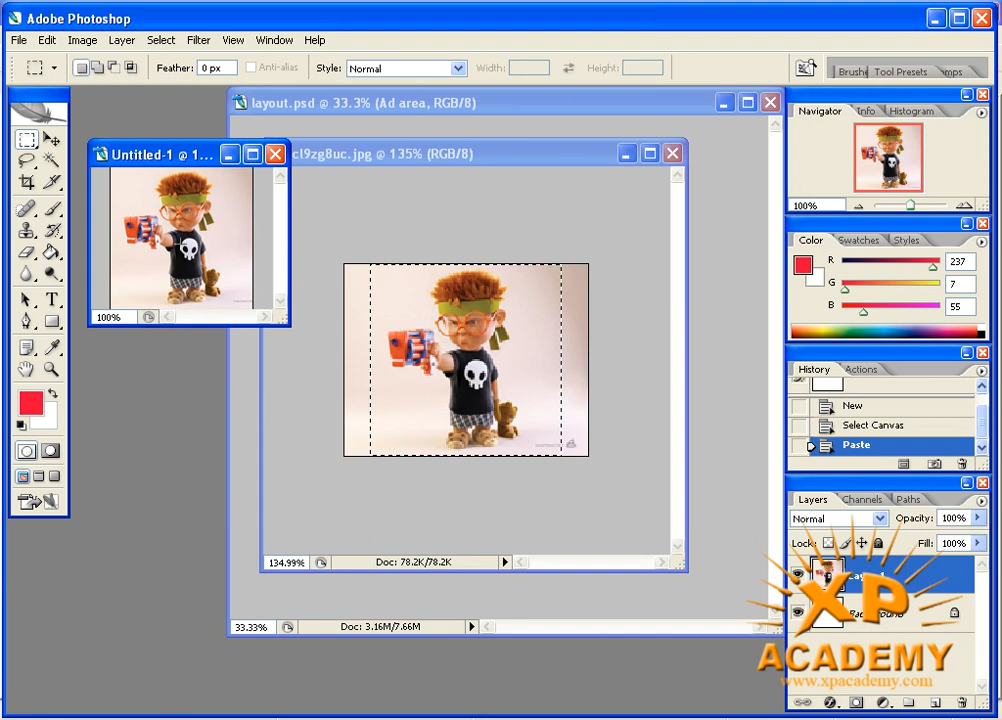 Adobe Photoshop
File Edit Image Layer Select Filter View Window Help
Feather: 0 px Anti-alias Style: Normal Width: Height:
Brushe Tool Presets mps
layout.psd @ 33.3% (Ad area, RGB/8)
Untitled-1 @ 1...
cl9zg8uc.jpg @ 135% (RGB/8)
100%
134.99% Doc: 78.2K/78.2K
33.33% Doc: 3.16M/7.66M
Navigator Info Histogram
100%
Color Swatches Styles
R 237
G 7
B 55
History Actions
New
Select Canvas
Paste
Layers Channels Paths
Normal Opacity: 100%
Lock: Fill: 100%
XP
ACADEMY
www.xpacademy.com